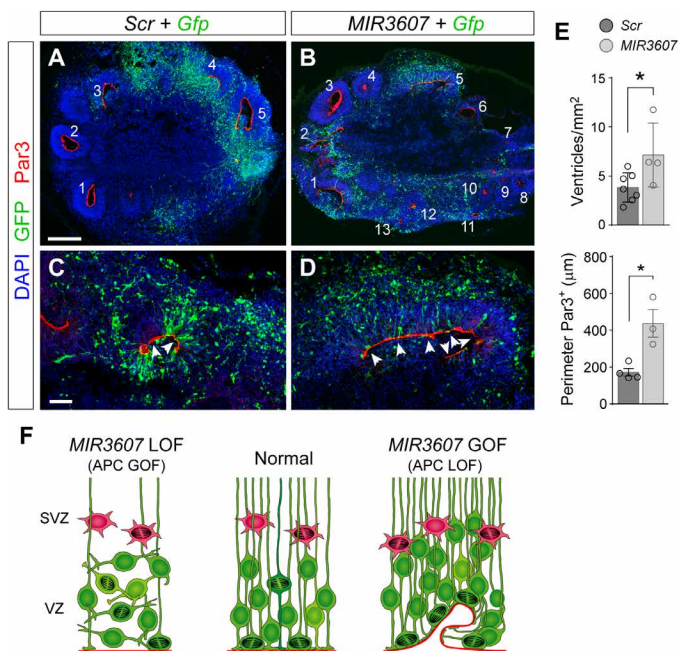 Scr + Gfp
MIR3607 + Gfp
E
Scr
MIR3607
DAPI GFP Par3
A
1
2
3
4
5
B
1
2
3
4
5
6
7
8
9
10
11
12
13
C
D
Ventricles/mm2
15
10
5
0
*
Perimeter Par3+ (μm)
800
600
400
200
0
*
F
MIR3607 LOF
(APC GOF)
Normal
MIR3607 GOF
(APC LOF)
SVZ
VZ